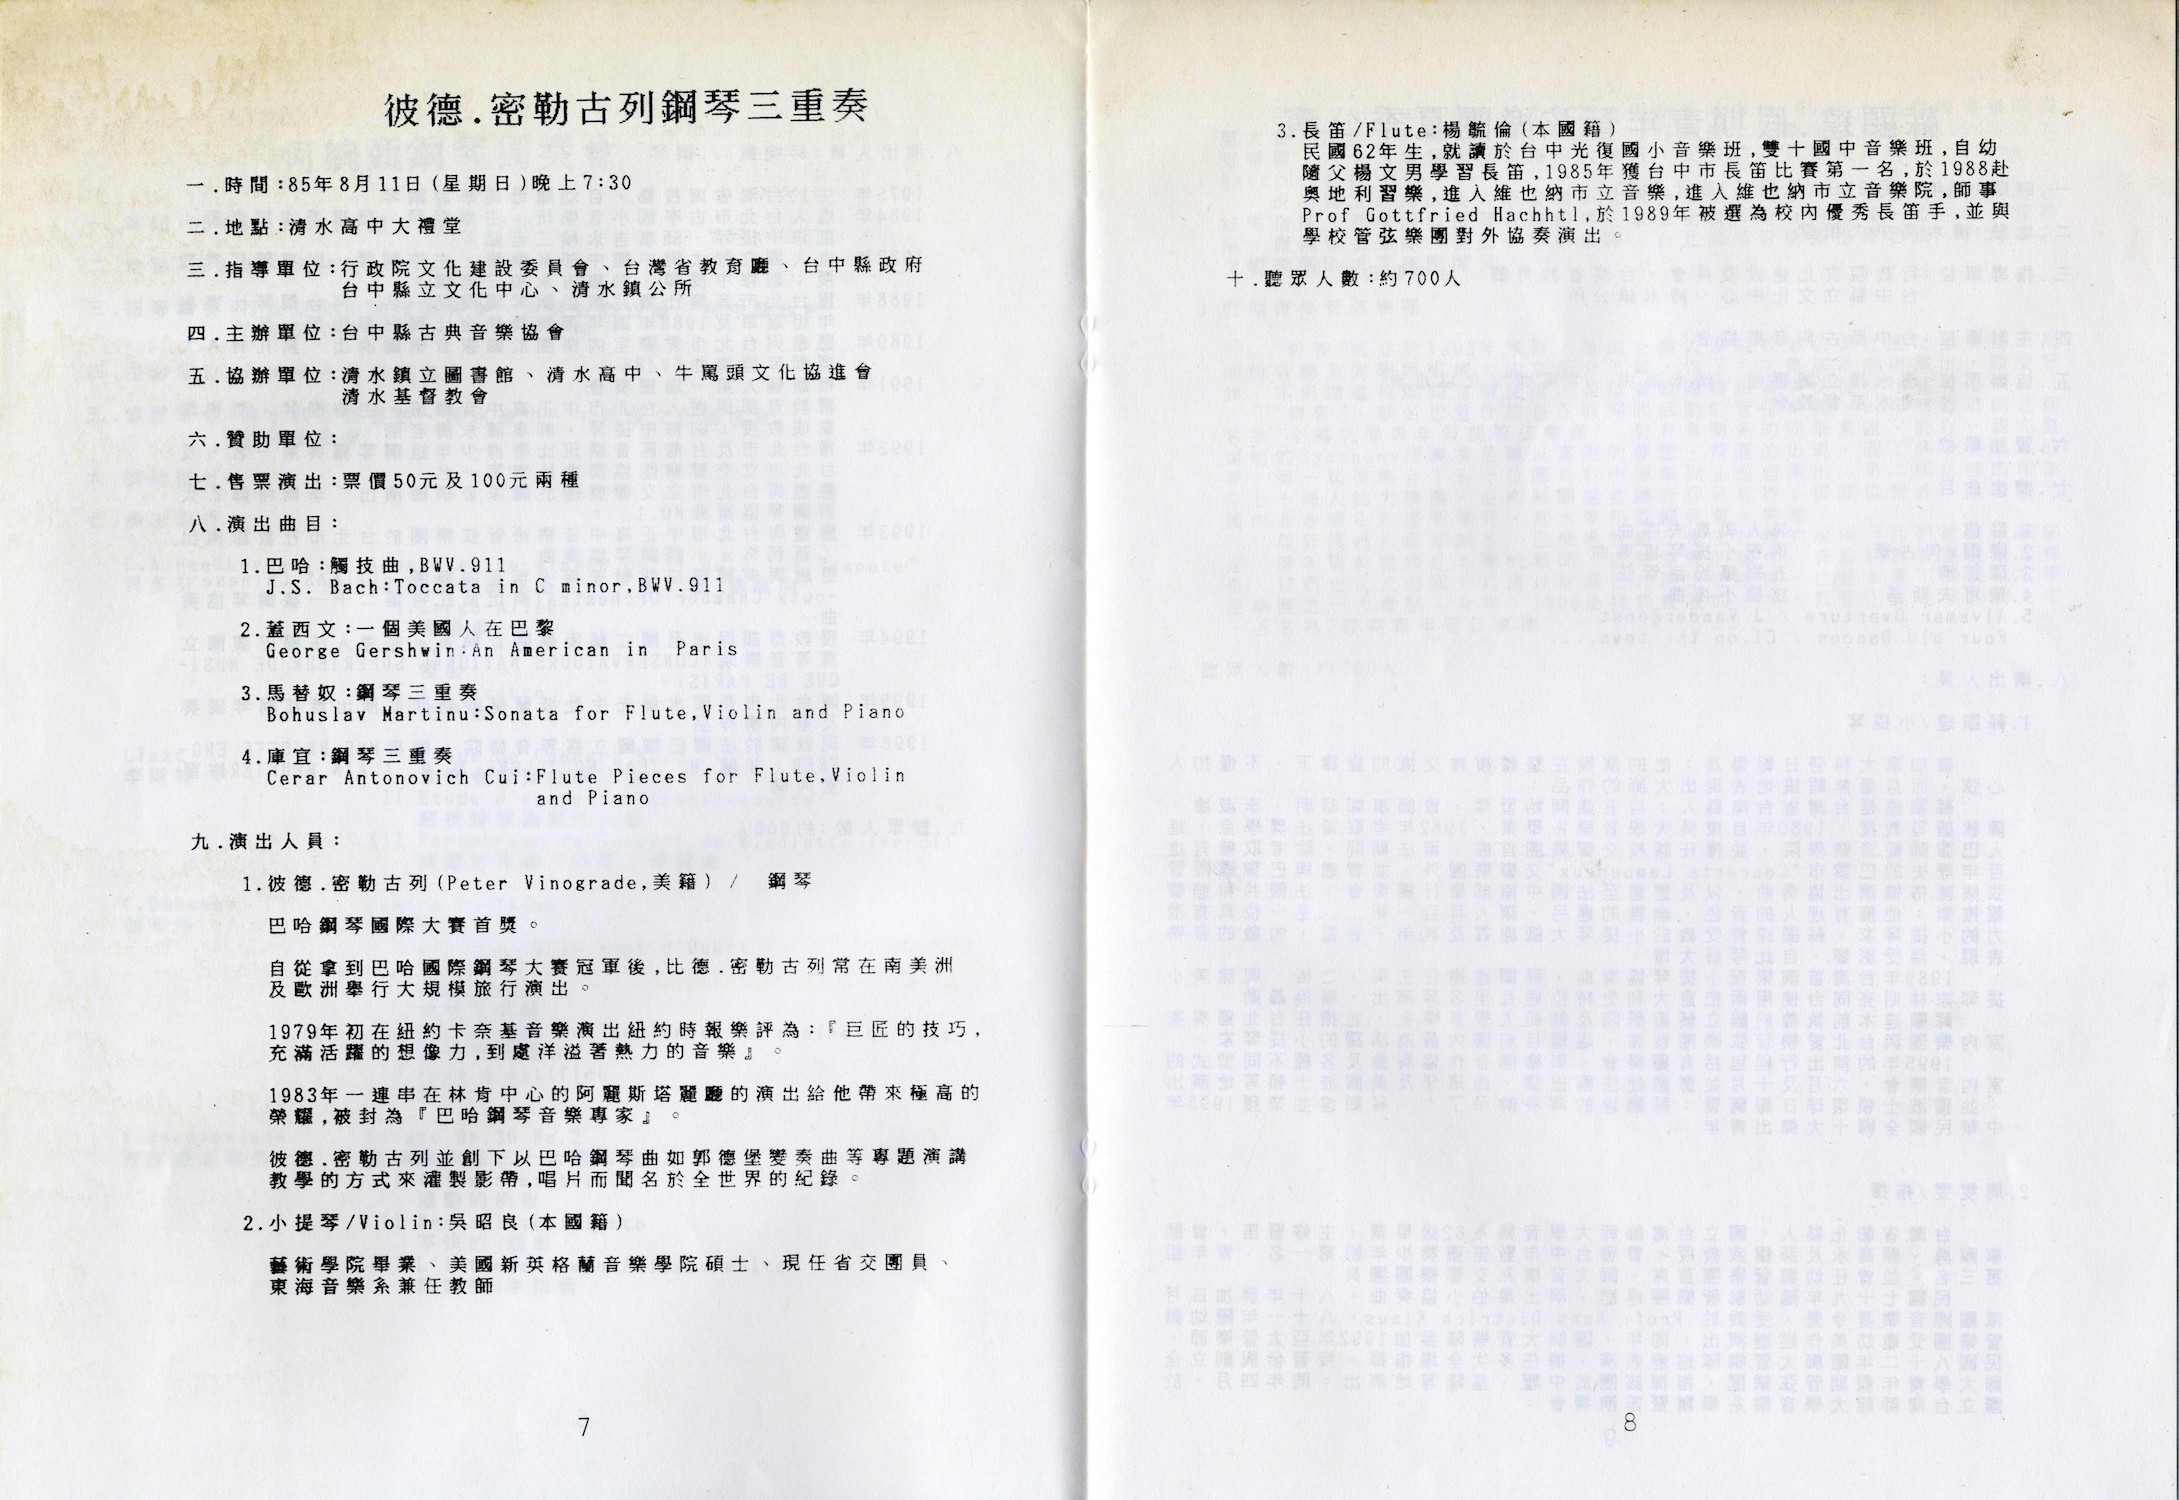 彼德.密勒古列鋼琴三重奏
一.時間:85年8月11日(星期日)晚上7:30
二.地點:清水高中大禮堂
三.指導單位:行政院文化建設委員會、台灣省教育廳、台中縣政府
台中縣立文化中心、清水鎮公所
四.主辦單位:台中縣古典音樂協會
五.協辦單位:清水鎮立圖書館、清水高中、牛罵頭文化協進會
清水基督教會
六.贊助單位:
七.售票演出:票價50元及100元兩種
八.演出曲目:
1.巴哈:觸技曲,BWV.911
J.S. Bach:Toccata in C minor,BWV.911
2.蓋西文:一個美國人在巴黎
George Gershwin:An American in Paris
3.馬替奴:鋼琴三重奏
Bohuslav Martinu:Sonata for Flute,Violin and Piano
4.庫宜:鋼琴三重奏
Cerar Antonovich Cui:Flute Pieces for Flute,Violin
and Piano
九.演出人員:
1.彼德.密勒古列(Peter Vinograde,美籍) / 鋼琴
巴哈鋼琴國際大賽首獎。
自從拿到巴哈國際鋼琴大賽冠軍後,比德.密勒古列常在南美洲
及歐洲舉行大規模旅行演出。
1979年初在紐約卡奈基音樂演出紐約時報樂評為:『巨匠的技巧,
充滿活躍的想像力,到處洋溢著熱力的音樂』。
1983年一連串在林肯中心的阿麗斯塔麗廳的演出給他帶來極高的
榮耀,被封為『巴哈鋼琴音樂專家』。
彼德.密勒古列並創下以巴哈鋼琴曲如郭德堡變奏曲等專題演講
教學的方式來灌製影帶,唱片而聞名於全世界的紀錄。
2.小提琴/Violin:吳昭良(本國籍)
藝術學院畢業、美國新英格蘭音樂學院碩士、現任省交團員、
東海音樂系兼任教師
7
3.長笛/Flute:楊毓倫(本國籍)
民國62年生,就讀於台中光復國小音樂班,雙十國中音樂班,自幼
隨父楊文男學習長笛,1985年獲台中市長笛比賽第一名,於1988赴
奧地利習樂,進入維也納市立音樂,進入維也納市立音樂院,師事
Prof Gottfried Hachhtl,於1989年被選為校內優秀長笛手,並與
學校管弦樂團對外協奏演出。
十.聽眾人數:約700人
8